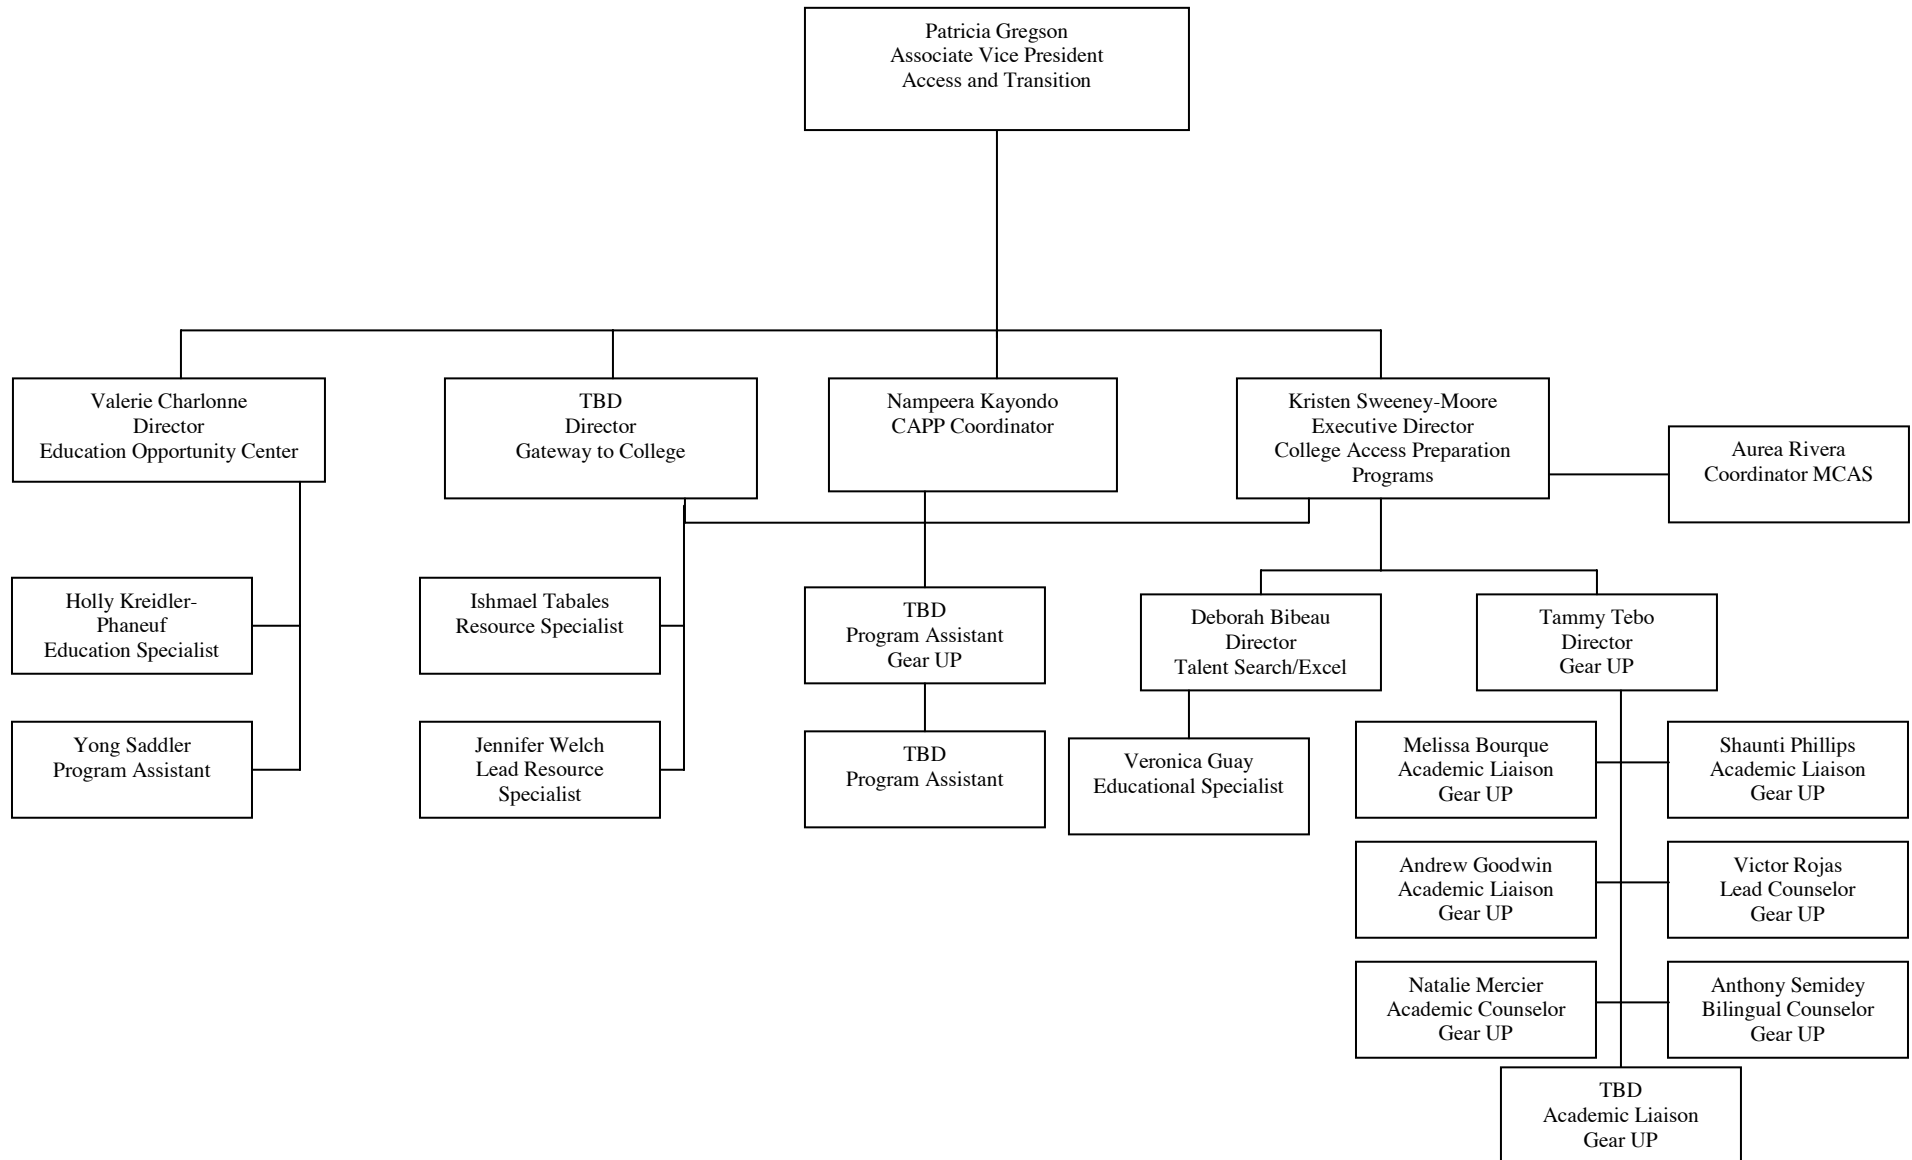 Patricia Gregson
Associate Vice President
Access and Transition
Valerie Charlonne
Director
Education Opportunity Center
TBD
Director
Gateway to College
Nampeera Kayondo
CAPP Coordinator
Kristen Sweeney-Moore
Executive Director
College Access Preparation
Programs
Aurea Rivera
Coordinator MCAS
Holly Kreidler-
Phaneuf
Education Specialist
Ishmael Tabales
Resource Specialist
TBD
Program Assistant
Gear UP
Deborah Bibeau
Director
Talent Search/Excel
Tammy Tebo
Director
Gear UP
Yong Saddler
Program Assistant
Jennifer Welch
Lead Resource
Specialist
TBD
Program Assistant
Veronica Guay
Educational Specialist
Melissa Bourque
Academic Liaison
Gear UP
Shaunti Phillips
Academic Liaison
Gear UP
Andrew Goodwin
Academic Liaison
Gear UP
Victor Rojas
Lead Counselor
Gear UP
Natalie Mercier
Academic Counselor
Gear UP
Anthony Semidey
Bilingual Counselor
Gear UP
TBD
Academic Liaison
Gear UP